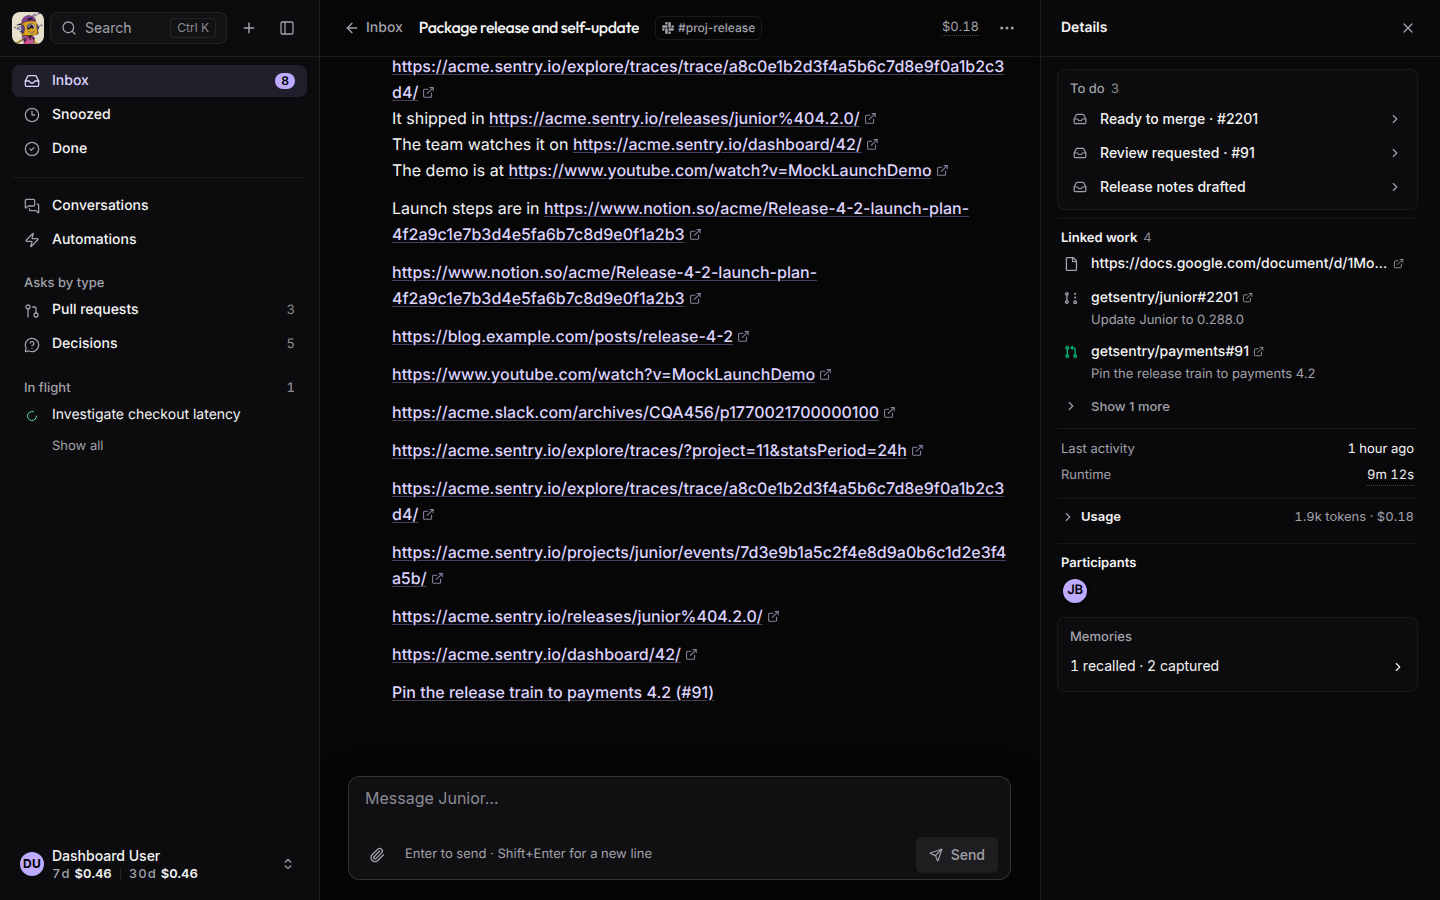 Search
Ctrl K
Inbox
8
Snoozed
Done
Conversations
Automations
Asks by type
Pull requests
3
Decisions
5
In flight
1
Investigate checkout latency
Show all
DU
Dashboard User
7d $0.46
30d $0.46
Inbox
Package release and self-update
#proj-release
$0.18
https://acme.sentry.io/explore/traces/trace/a8c0e1b2d3f4a5b6c7d8e9f0a1b2c3
d4/
It shipped in https://acme.sentry.io/releases/junior%404.2.0/
The team watches it on https://acme.sentry.io/dashboard/42/
The demo is at https://www.youtube.com/watch?v=MockLaunchDemo
Launch steps are in https://www.notion.so/acme/Release-4-2-launch-plan-
4f2a9c1e7b3d4e5fa6b7c8d9e0f1a2b3
https://www.notion.so/acme/Release-4-2-launch-plan-
4f2a9c1e7b3d4e5fa6b7c8d9e0f1a2b3
https://blog.example.com/posts/release-4-2
https://www.youtube.com/watch?v=MockLaunchDemo
https://acme.slack.com/archives/CQA456/p1770021700000100
https://acme.sentry.io/explore/traces/?project=11&statsPeriod=24h
https://acme.sentry.io/explore/traces/trace/a8c0e1b2d3f4a5b6c7d8e9f0a1b2c3
d4/
https://acme.sentry.io/projects/junior/events/7d3e9b1a5c2f4e8d9a0b6c1d2e3f4
a5b/
https://acme.sentry.io/releases/junior%404.2.0/
https://acme.sentry.io/dashboard/42/
Pin the release train to payments 4.2 (#91)
Message Junior...
Enter to send · Shift+Enter for a new line
Send
Details
To do 3
Ready to merge · #2201
Review requested · #91
Release notes drafted
Linked work 4
https://docs.google.com/document/d/1Mo...
getsentry/junior#2201
Update Junior to 0.288.0
getsentry/payments#91
Pin the release train to payments 4.2
Show 1 more
Last activity
1 hour ago
Runtime
9m 12s
Usage
1.9k tokens · $0.18
Participants
JB
Memories
1 recalled · 2 captured